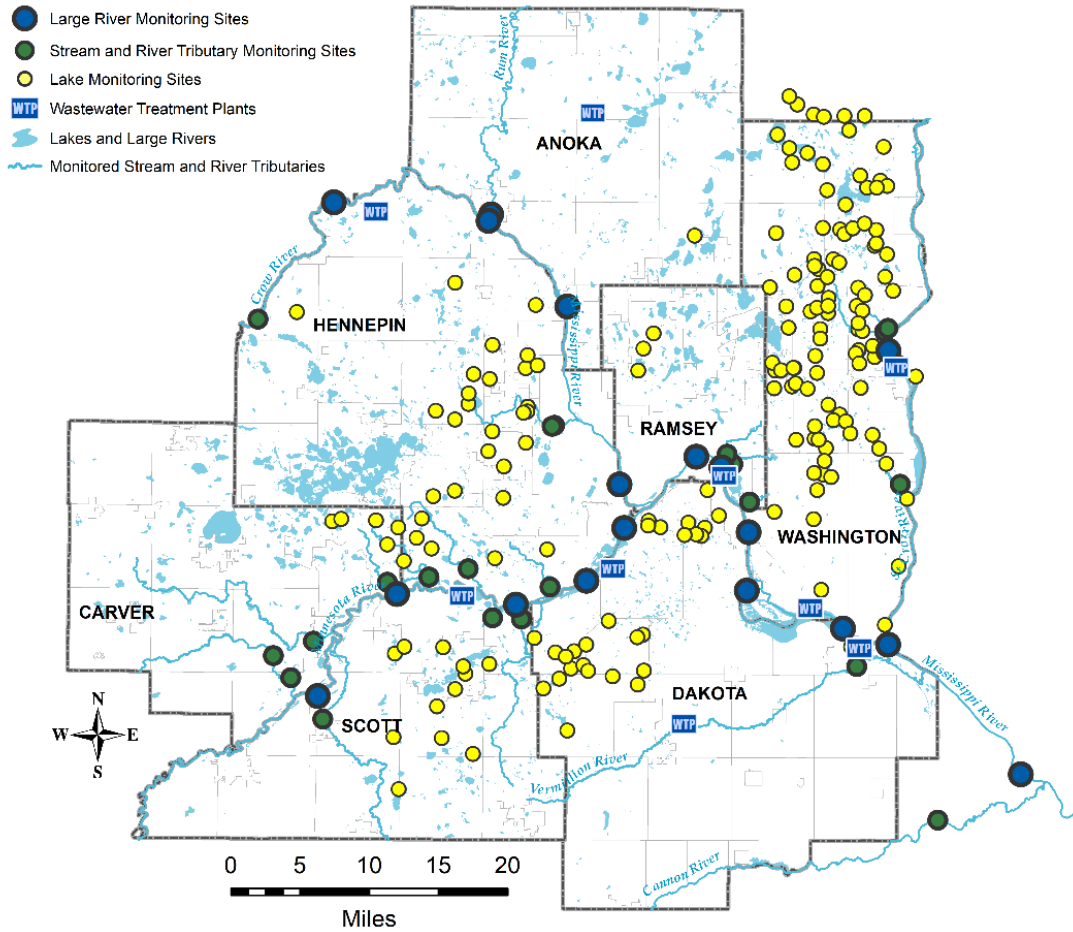 Large River Monitoring Sites
Stream and River Tributary Monitoring Sites
Lake Monitoring Sites
WTP Wastewater Treatment Plants
Lakes and Large Rivers
Monitored Stream and River Tributaries
Rum River
WTP
ANOKA
WTP
Crow River
HENNEPIN
Mississippi River
WTP
RAMSEY
WTP
WASHINGTON
St. Croix River
WTP
CARVER
Minnesota River
WTP
WTP
WTP
Mississippi River
DAKOTA
SCOTT
WTP
N
W E
S
Vermillion River
Cannon River
0 5 10 15 20
Miles